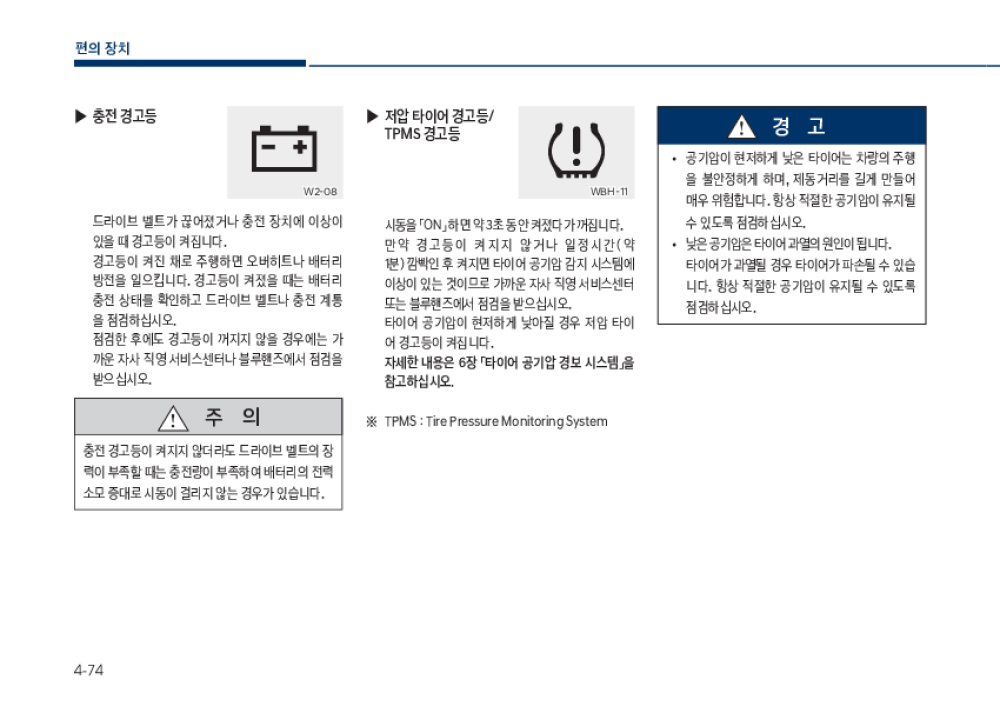 편의 장치
▶ 충전 경고등
W2-08
드라이브 벨트가 끊어졌거나 충전 장치에 이상이
있을 때 경고등이 켜집니다.
경고등이 켜진 채로 주행하면 오버히트나 배터리
방전을 일으킵니다. 경고등이 켜졌을 때는 배터리
충전 상태를 확인하고 드라이브 벨트나 충전 계통
을 점검하십시오.
점검한 후에도 경고등이 꺼지지 않을 경우에는 가
까운 자사 직영 서비스센터나 블루핸즈에서 점검을
받으십시오.
주 의
충전 경고등이 켜지지 않더라도 드라이브 벨트의 장
력이 부족할 때는 충전량이 부족하여 배터리의 전력
소모 증대로 시동이 걸리지 않는 경우가 있습니다.
▶ 저압 타이어 경고등/
TPMS 경고등
WBH-11
시동을 「ON」하면 약 3초 동안 켜졌다가 꺼집니다.
만약 경고등이 켜지지 않거나 일정시간(약
1분) 깜빡인 후 켜지면 타이어 공기압 감지 시스템에
이상이 있는 것이므로 가까운 자사 직영 서비스센터
또는 블루핸즈에서 점검을 받으십시오.
타이어 공기압이 현저하게 낮아질 경우 저압 타이
어 경고등이 켜집니다.
자세한 내용은 6장 「타이어 공기압 경보 시스템」을
참고하십시오.
※ TPMS : Tire Pressure Monitoring System
경 고
• 공기압이 현저하게 낮은 타이어는 차량의 주행
을 불안정하게 하며, 제동거리를 길게 만들어
매우 위험합니다. 항상 적절한 공기압이 유지될
수 있도록 점검하십시오.
• 낮은 공기압은 타이어 과열의 원인이 됩니다.
타이어가 과열될 경우 타이어가 파손될 수 있습
니다. 항상 적절한 공기압이 유지될 수 있도록
점검하십시오.
4-74